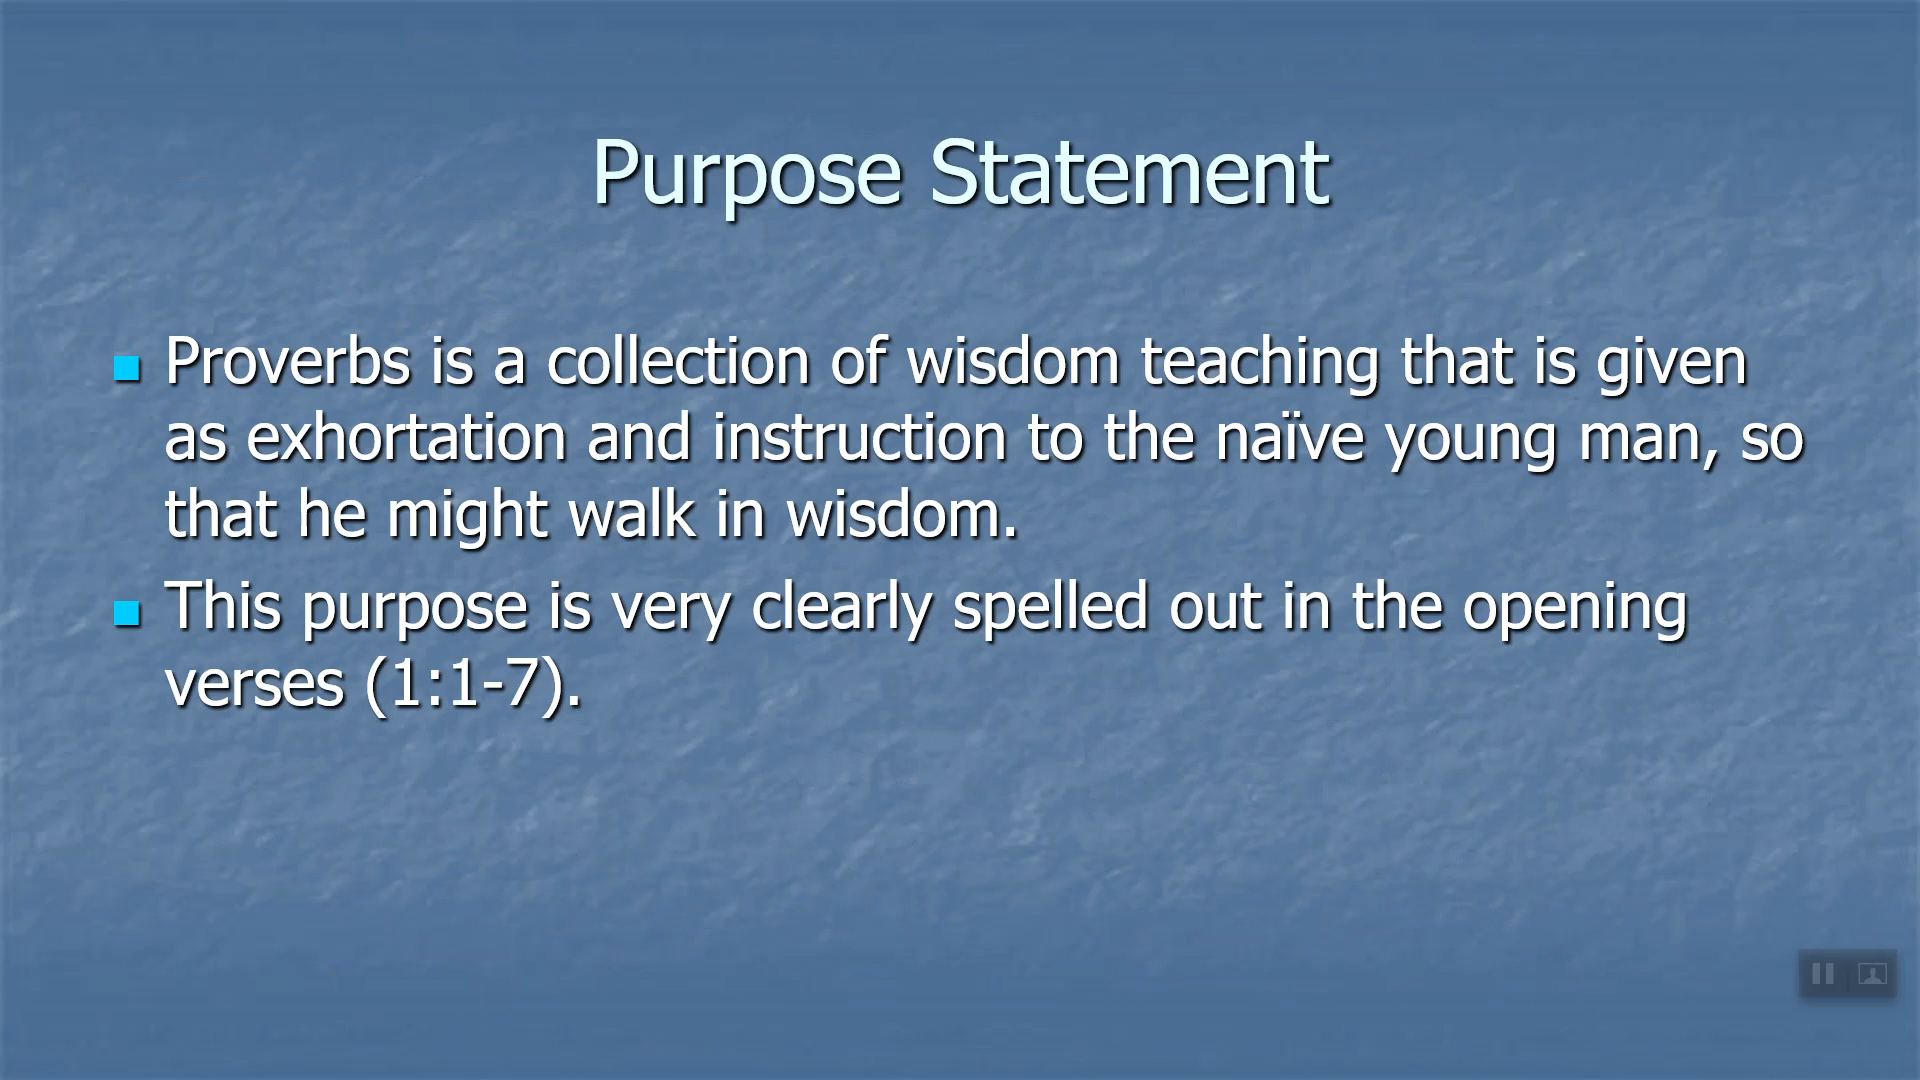 Purpose Statement
Proverbs is a collection of wisdom teaching that is given
as exhortation and instruction to the naïve young man, so
that he might walk in wisdom.
This purpose is very clearly spelled out in the opening
verses (1:1-7).